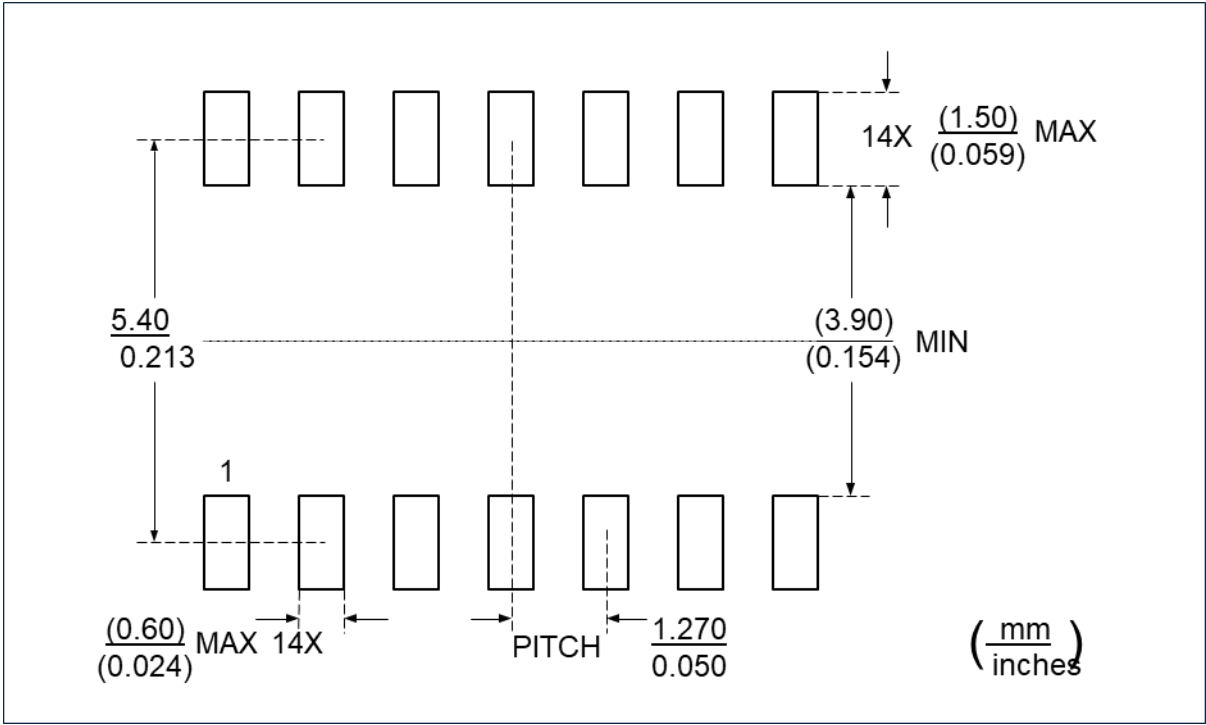 (1.50)
14X MAX
(0.059)
5.40
0.213
(3.90)
MIN
(0.154)
1
(0.60)
MAX 14X
(0.024)
PITCH
1.270
0.050
(mm)
inches